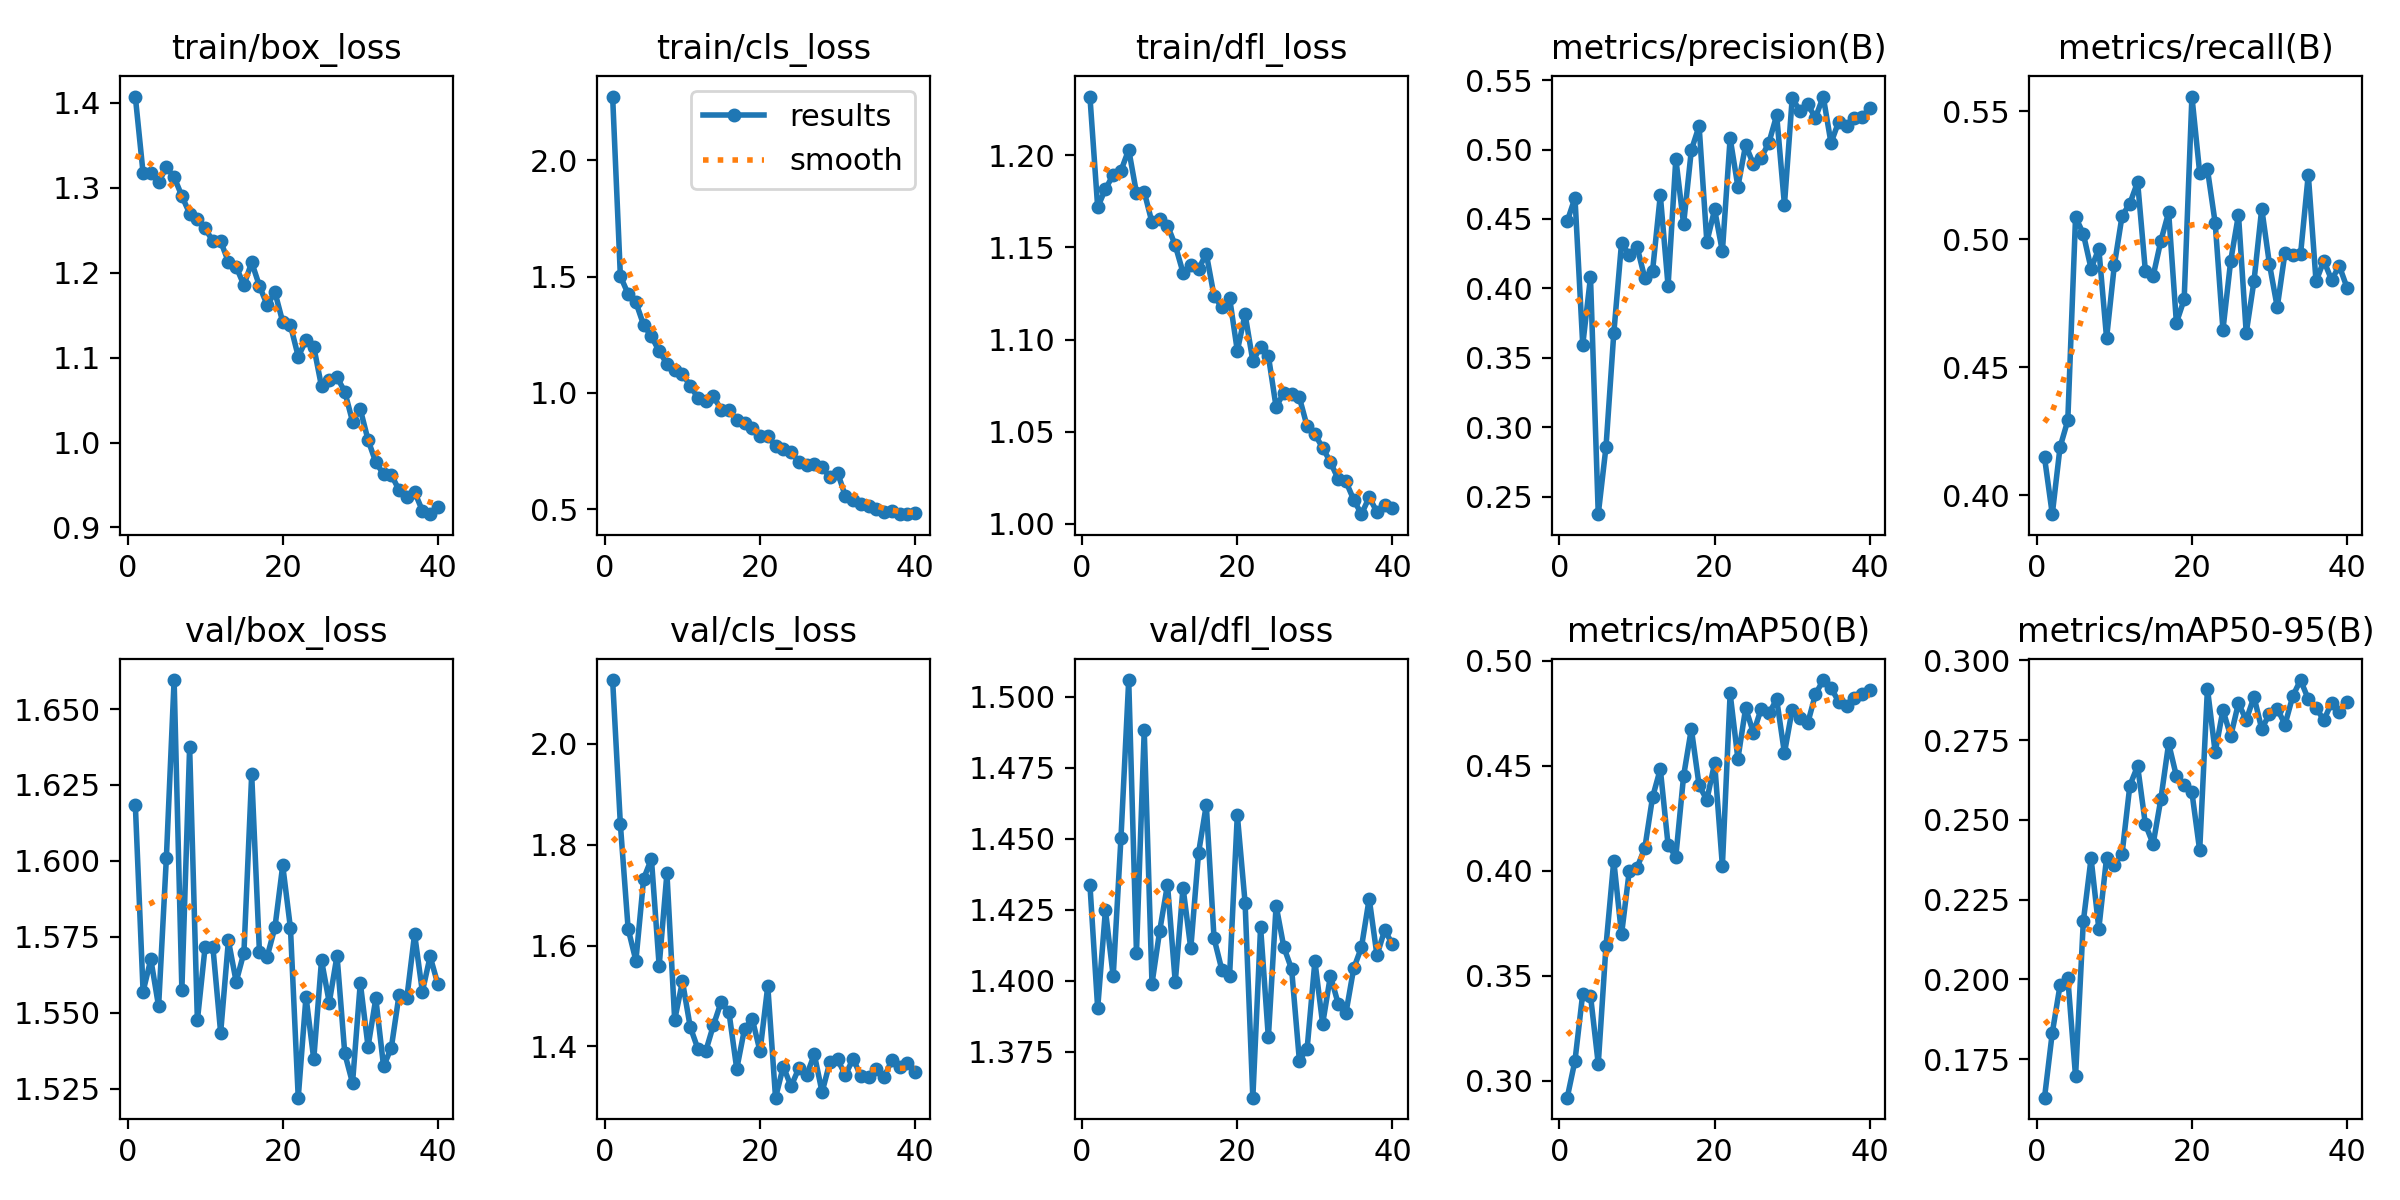 train/box_loss
1.4
1.3
1.2
1.1
1.0
0.9
0 20 40
train/cls_loss
results
smooth
2.0
1.5
1.0
0.5
0 20 40
train/dfl_loss
1.20
1.15
1.10
1.05
1.00
0 20 40
metrics/precision(B)
0.55
0.50
0.45
0.40
0.35
0.30
0.25
0 20 40
metrics/recall(B)
0.55
0.50
0.45
0.40
0 20 40
val/box_loss
1.650
1.625
1.600
1.575
1.550
1.525
0 20 40
val/cls_loss
2.0
1.8
1.6
1.4
0 20 40
val/dfl_loss
1.500
1.475
1.450
1.425
1.400
1.375
0 20 40
metrics/mAP50(B)
0.50
0.45
0.40
0.35
0.30
0 20 40
metrics/mAP50-95(B)
0.300
0.275
0.250
0.225
0.200
0.175
0 20 40